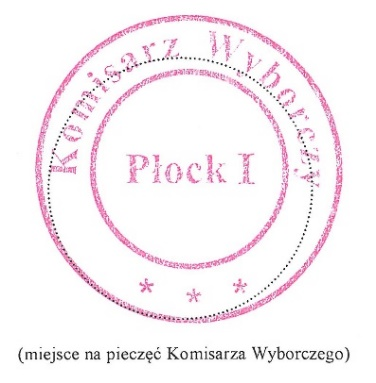 Komisarz Wyborczy
Płock I
* * *
(miejsce na pieczęć Komisarza Wyborczego)